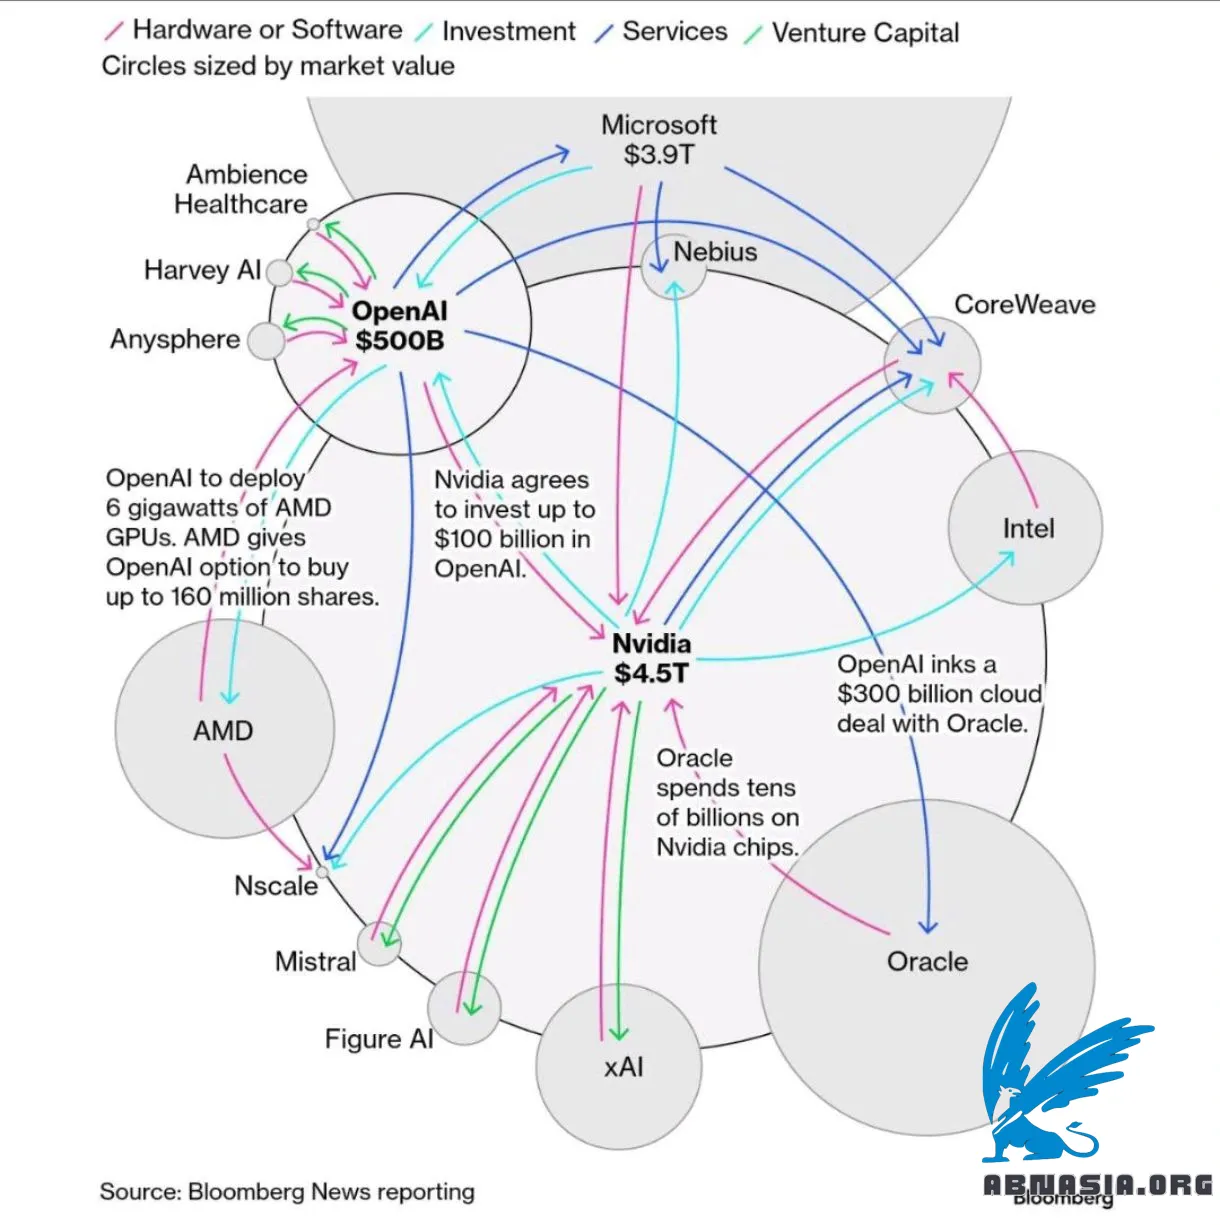 Hardware or Software Investment Services Venture Capital
Circles sized by market value
Microsoft
$3.9T
Ambience
Healthcare
Harvey AI
Nebius
OpenAI
$500B
CoreWeave
Anysphere
OpenAI to deploy
6 gigawatts of AMD
GPUs. AMD gives
OpenAI option to buy
up to 160 million shares.
Nvidia agrees
to invest up to
$100 billion in
OpenAI.
Intel
Nvidia
$4.5T
OpenAI inks a
$300 billion cloud
deal with Oracle.
AMD
Oracle
spends tens
of billions on
Nvidia chips.
Nscale
Mistral
Oracle
Figure AI
xAI
Source: Bloomberg News reporting
ABNASIA.ORG
Bloomberg